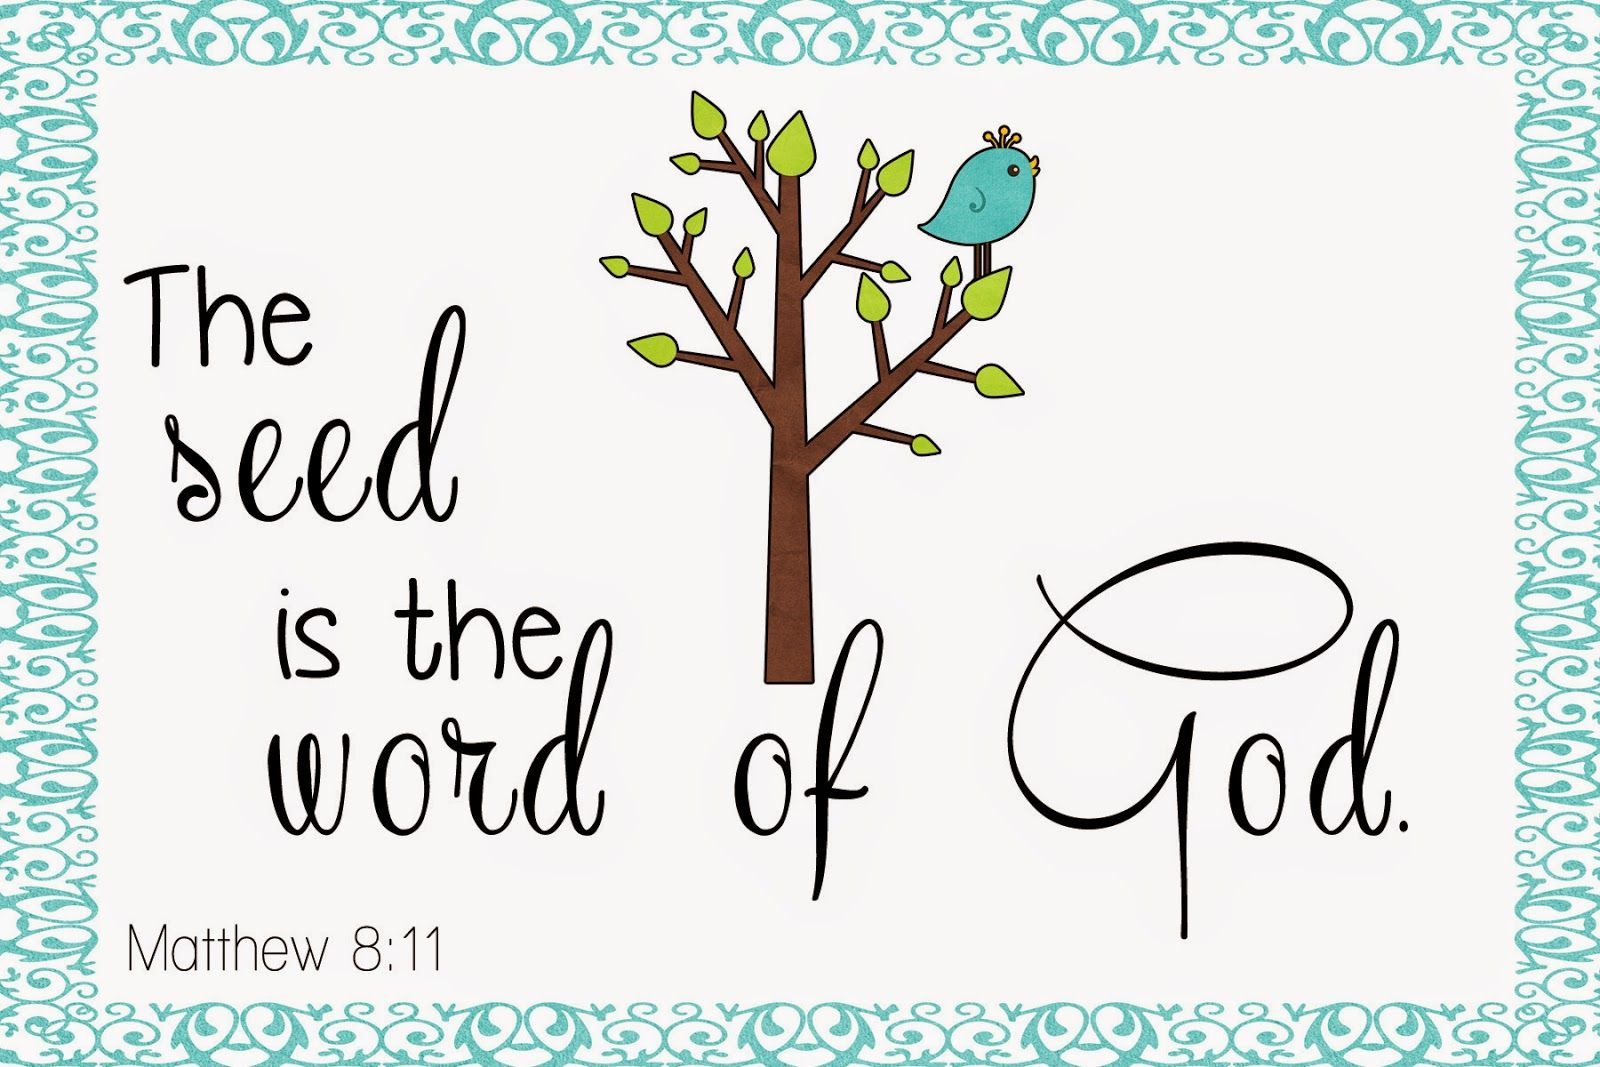 The
seed
is the
word of God.
Matthew 8:11